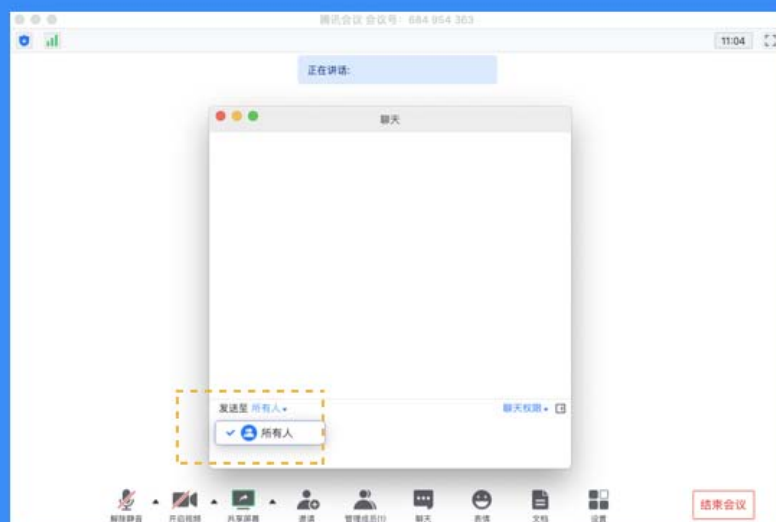 腾讯会议 会议号：684 954 363
11:04
正在讲话:
聊天
发送至 所有人
聊天权限
所有人
解除静音
开启视频
共享屏幕
邀请
管理成员(1)
聊天
表情
文档
设置
结束会议